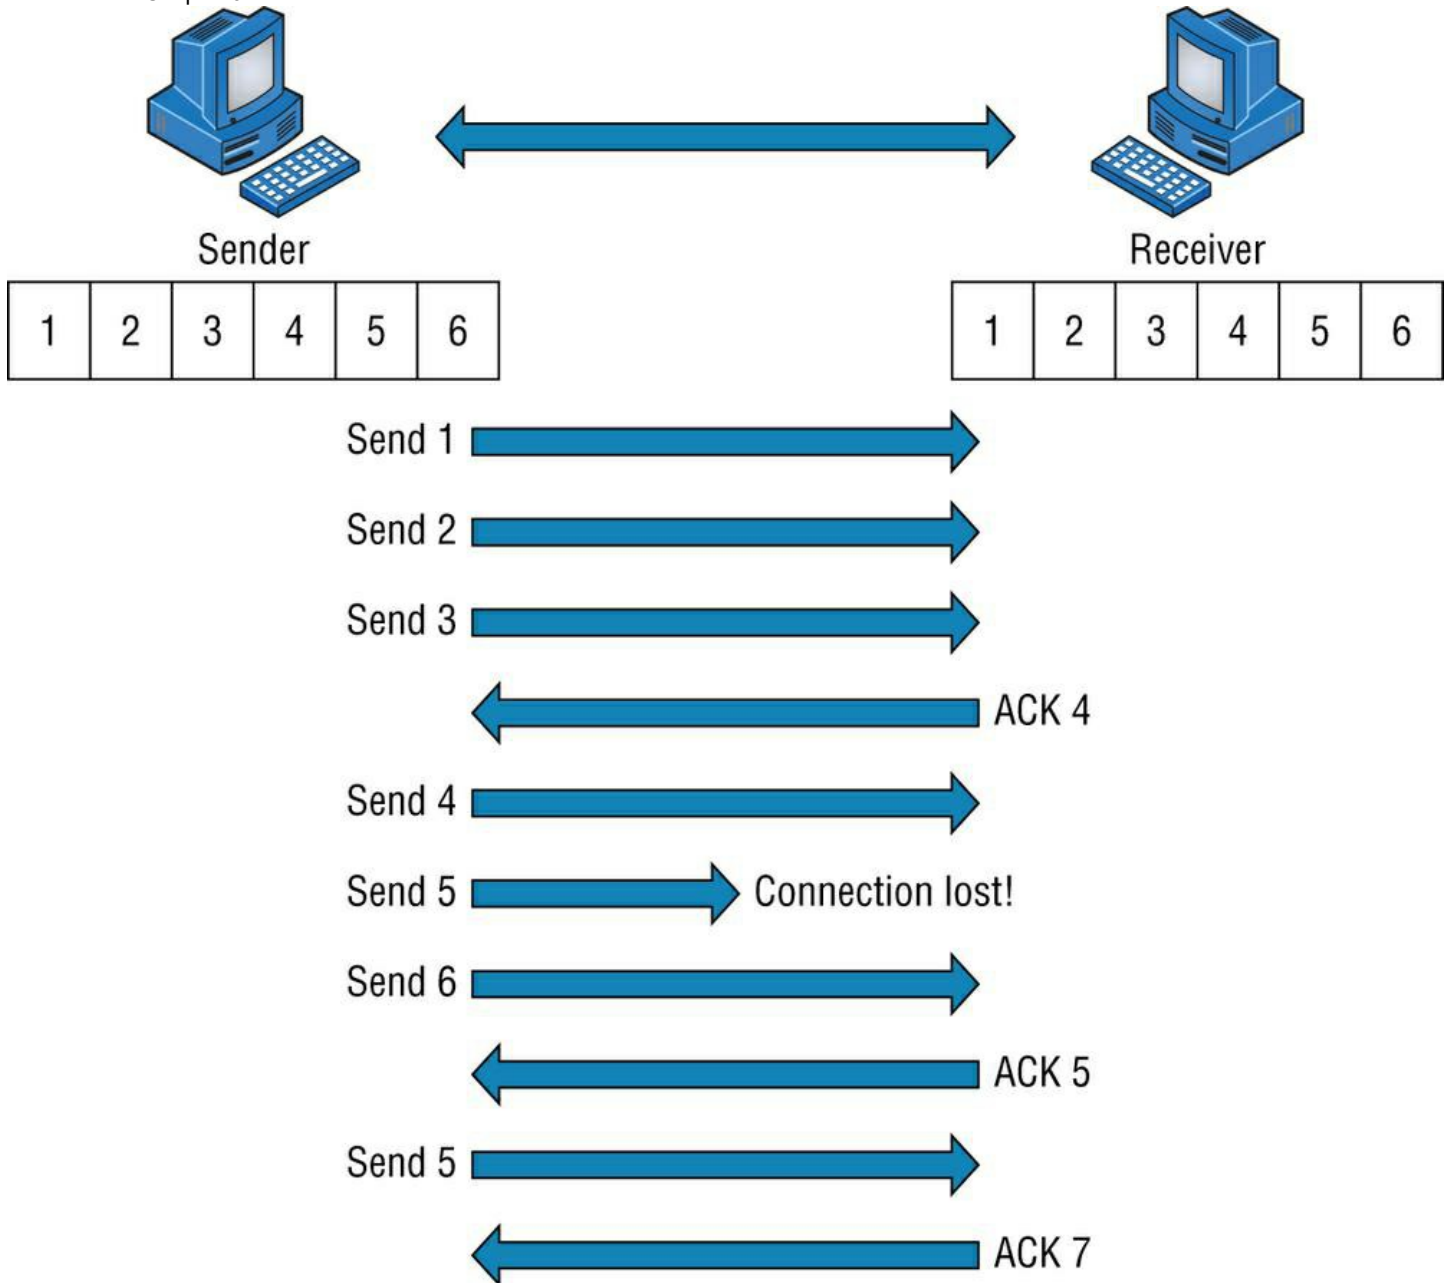 Sender
Receiver
1 2 3 4 5 6
1 2 3 4 5 6
Send 1
Send 2
Send 3
ACK 4
Send 4
Send 5
Connection lost!
Send 6
ACK 5
Send 5
ACK 7